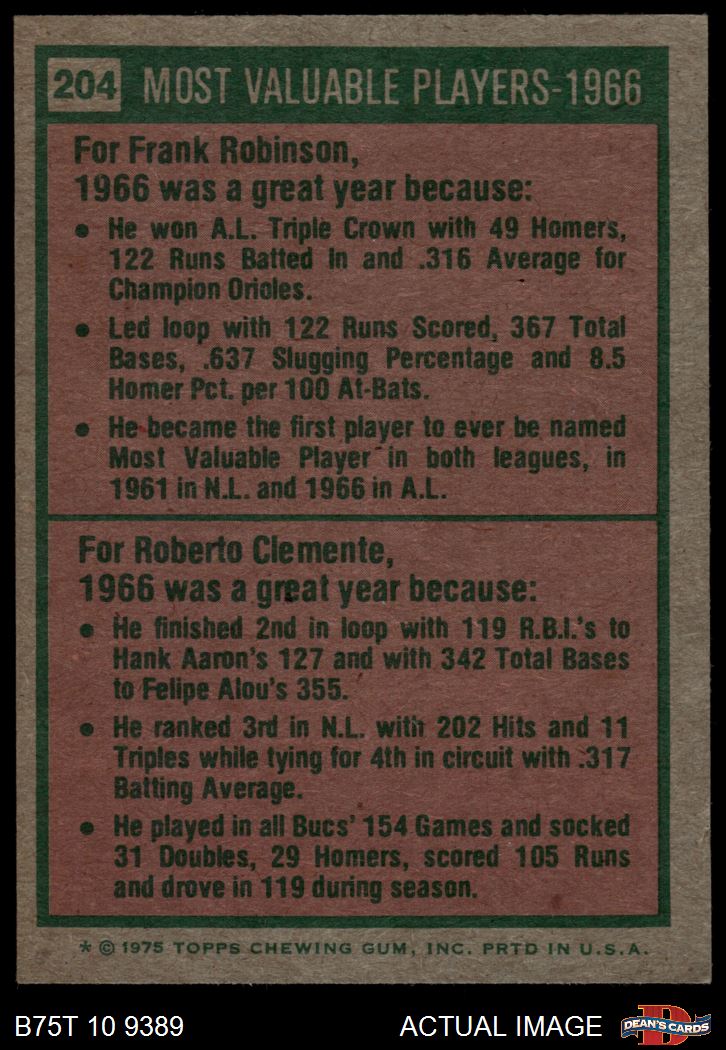 204 MOST VALUABLE PLAYERS-1966
For Frank Robinson,
1966 was a great year because:
• He won A.L. Triple Crown with 49 Homers,
122 Runs Batted In and .316 Average for
Champion Orioles.
• Led loop with 122 Runs Scored, 367 Total
Bases, .637 Slugging Percentage and 8.5
Homer Pct. per 100 At-Bats.
• He became the first player to ever be named
Most Valuable Player in both leagues, in
1961 in N.L. and 1966 in A.L.
For Roberto Clemente,
1966 was a great year because:
• He finished 2nd in loop with 119 R.B.I.'s to
Hank Aaron's 127 and with 342 Total Bases
to Felipe Alou's 355.
• He ranked 3rd in N.L. with 202 Hits and 11
Triples while tying for 4th in circuit with .317
Batting Average.
• He played in all Bucs' 154 Games and socked
31 Doubles, 29 Homers, scored 105 Runs
and drove in 119 during season.
* © 1975 TOPPS CHEWING GUM, INC. PRTD IN U.S.A.
B75T 10 9389 ACTUAL IMAGE D DEAN'S CARDS